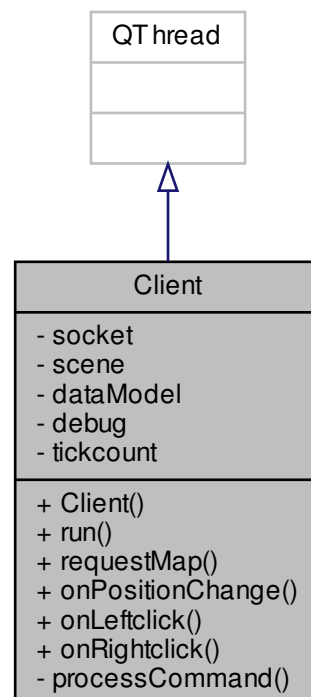 QThread
Client
- socket
- scene
- dataModel
- debug
- tickcount
+ Client()
+ run()
+ requestMap()
+ onPositionChange()
+ onLeftclick()
+ onRightclick()
- processCommand()